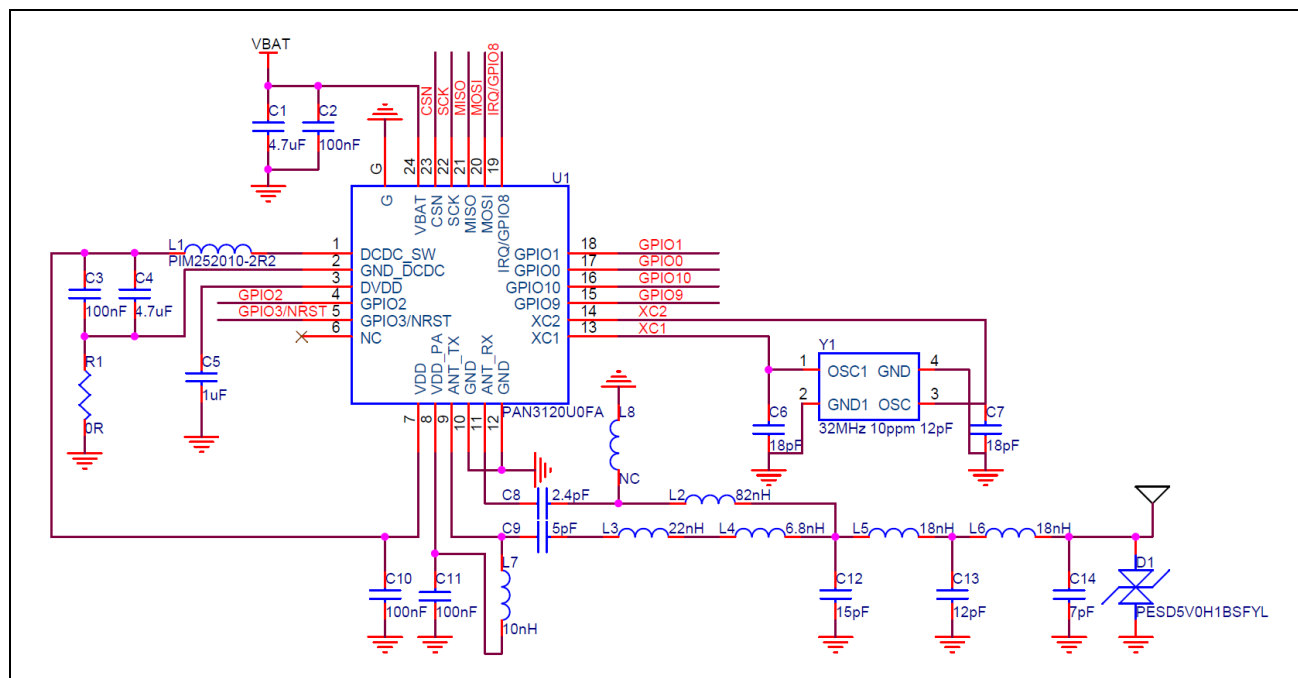 VBAT
C1
4.7uF
C2
100nF
CSN
SCK
MISO
MOSI
IRQ/GPIO8
G
24
23
22
21
20
19
U1
G
VBAT
CSN
SCK
MISO
MOSI
IRQ/GPIO8
L1
PIM252010-2R2
1
DCDC_SW
2
GND_DCDC
3
DVDD
GPIO2
4
GPIO2
GPIO3/NRST
5
GPIO3/NRST
6
NC
GPIO1
18
GPIO1
GPIO0
17
GPIO0
GPIO10
16
GPIO10
GPIO9
15
GPIO9
XC2
14
XC2
XC1
13
XC1
C3
100nF
C4
4.7uF
R1
0R
C5
1uF
VDD
VDD_PA
ANT_TX
GND
ANT_RX
GND
7
8
9
10
11
12
PAN3120U0FA
Y1
1
OSC1
GND
4
2
GND1
OSC
3
32MHz 10ppm 12pF
C6
18pF
C7
18pF
L8
NC
C8
2.4pF
L2
82nH
C9
5pF
L3
22nH
L4
6.8nH
L5
18nH
L6
18nH
L7
10nH
C10
100nF
C11
100nF
C12
15pF
C13
12pF
C14
7pF
D1
PESD5V0H1BSFYL